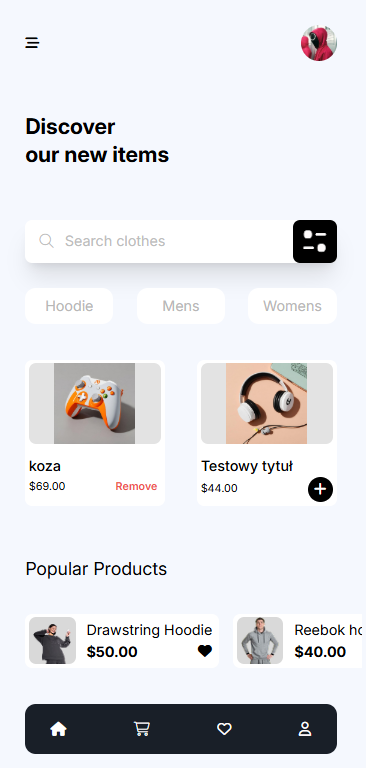 Discover
our new items
Search clothes
Hoodie Mens Womens
koza
$69.00 Remove
Testowy tytuł
$44.00
Popular Products
Drawstring Hoodie
$50.00
Reebok ho
$40.00